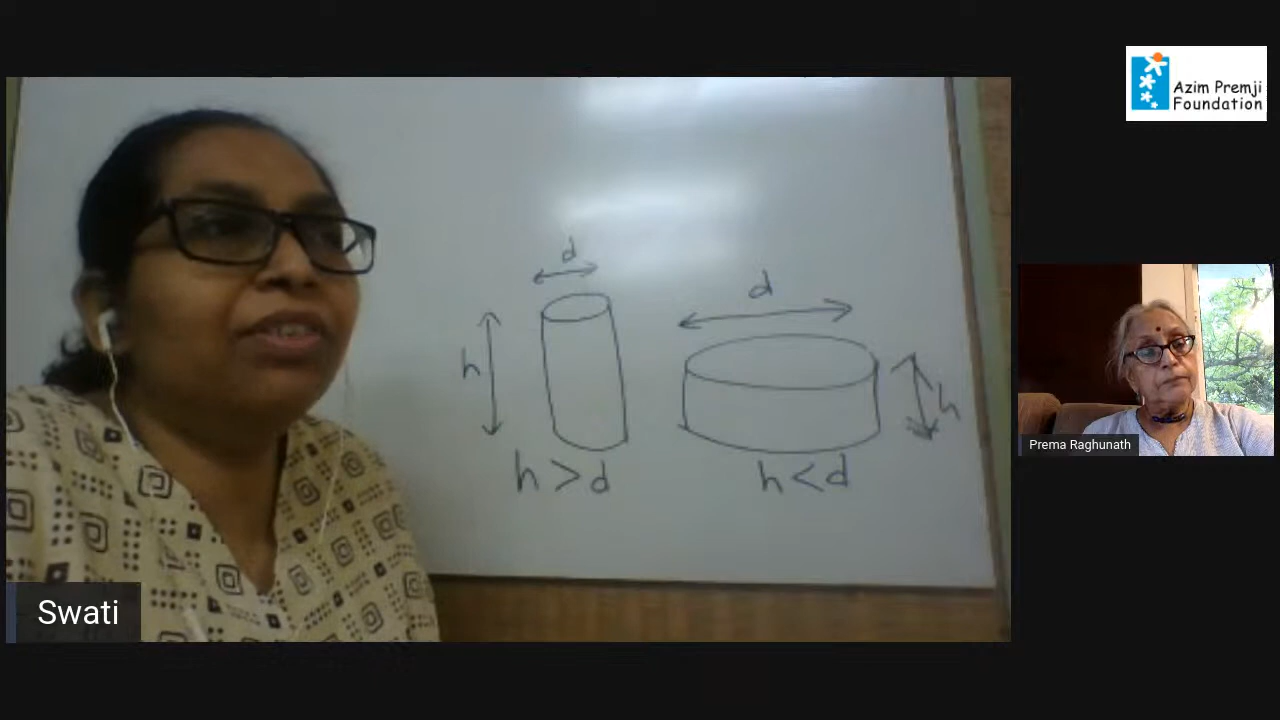 Azim Premji
Foundation
d
d
h
h
h > d
h < d
Prema Raghunath
Swati